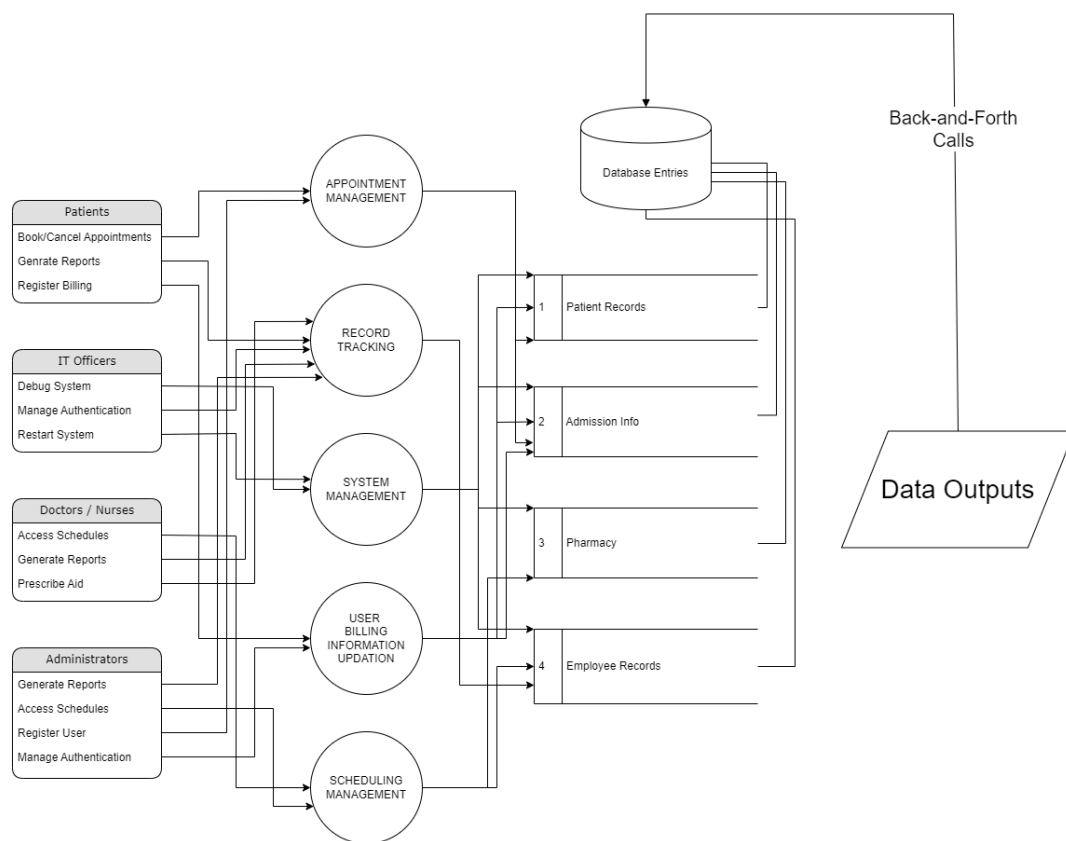 Back-and-Forth
Calls
Database Entries
APPOINTMENT
MANAGEMENT
Patients
Book/Cancel Appointments
Genrate Reports
Register Billing
1
Patient Records
RECORD
TRACKING
IT Officers
Debug System
Manage Authentication
Restart System
2
Admission Info
SYSTEM
MANAGEMENT
Data Outputs
Doctors / Nurses
Access Schedules
Generate Reports
Prescribe Aid
3
Pharmacy
USER
BILLING
INFORMATION
UPDATION
Administrators
Generate Reports
Access Schedules
Register User
Manage Authentication
4
Employee Records
SCHEDULING
MANAGEMENT